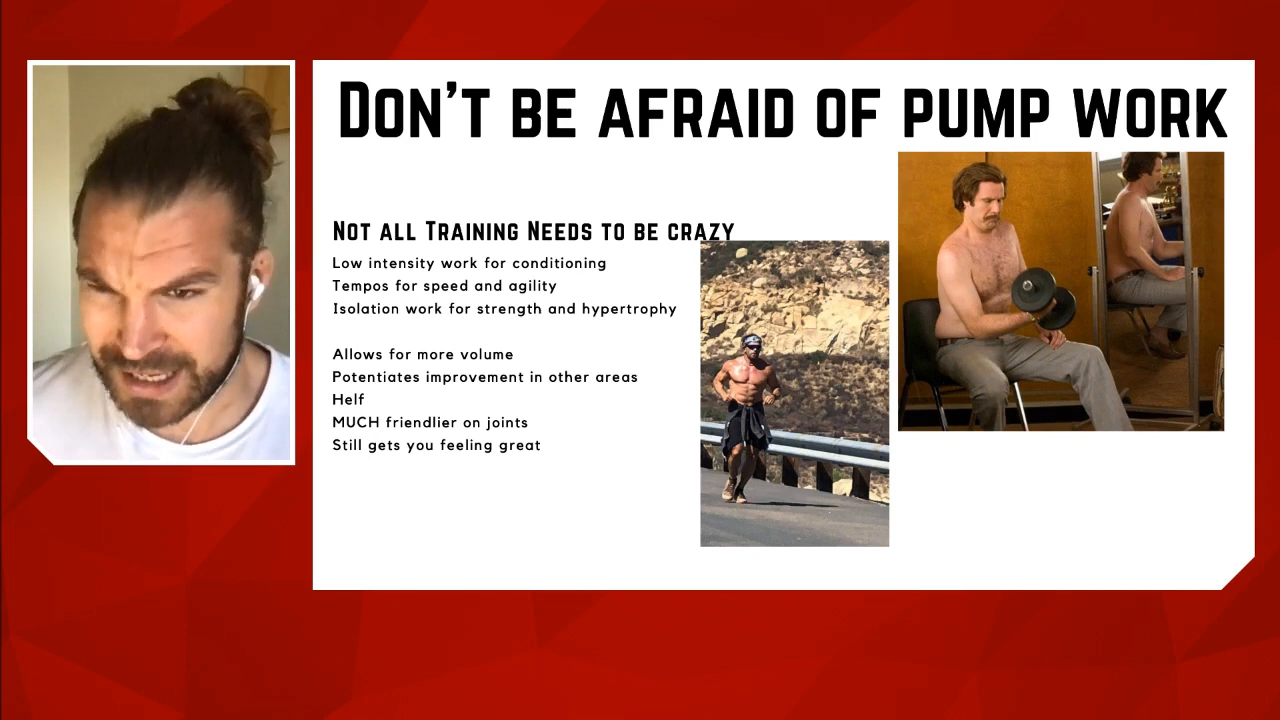 Don't be afraid of pump work
Not all Training Needs to be crazy
Low intensity work for conditioning
Tempos for speed and agility
Isolation work for strength and hypertrophy
Allows for more volume
Potentiates improvement in other areas
Helf
MUCH friendlier on joints
Still gets you feeling great